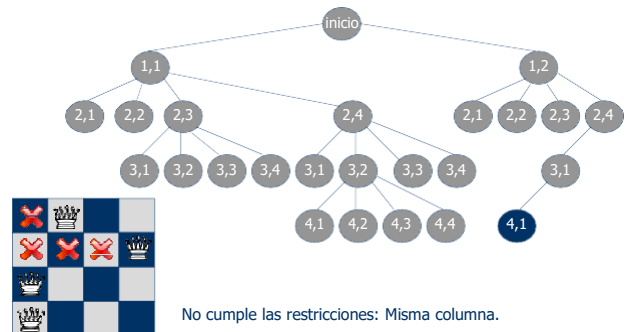 inicio
1,1 1,2
2,1 2,2 2,3 2,4 2,1 2,2 2,3 2,4
3,1 3,2 3,3 3,4 3,1 3,2 3,3 3,4 3,1
4,1 4,2 4,3 4,4 4,1
No cumple las restricciones: Misma columna.